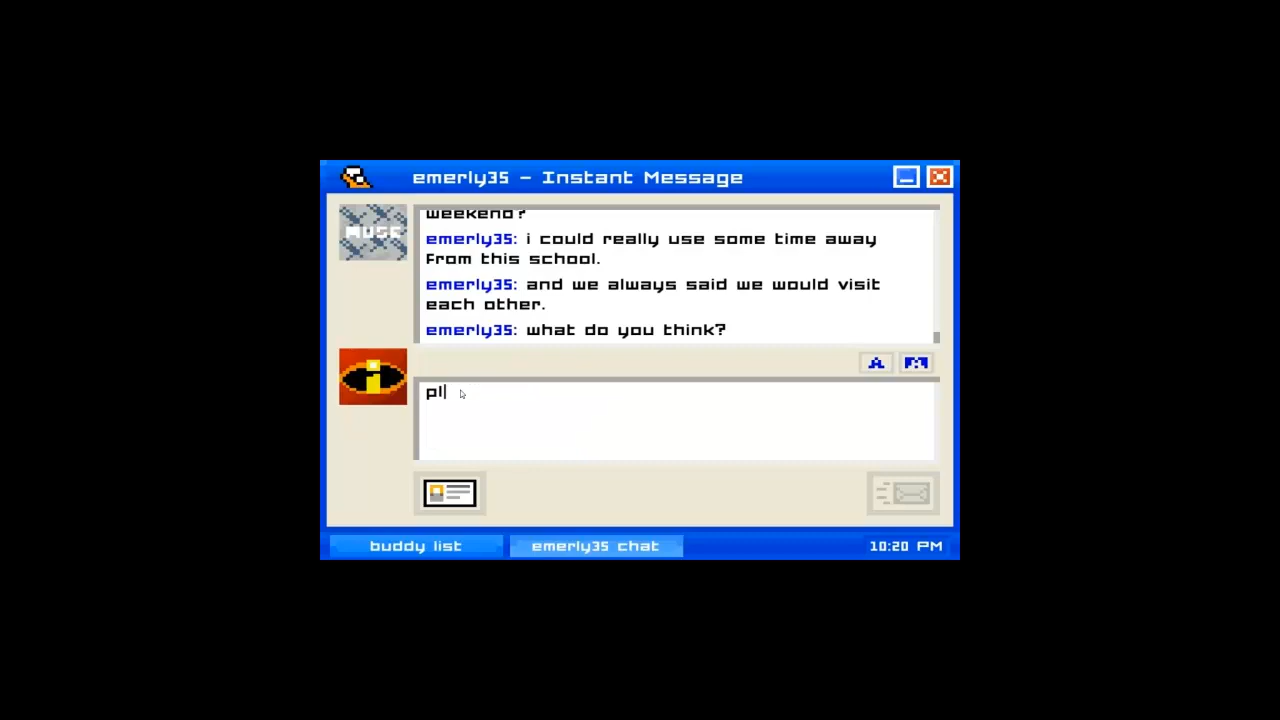 emerly35 - Instant Message
MUSE
weekend?
emerly35: i could really use some time away
from this school.
emerly35: and we always said we would visit
each other.
emerly35: what do you think?
i
A
pl
buddy list
emerly35 chat
10:20 PM